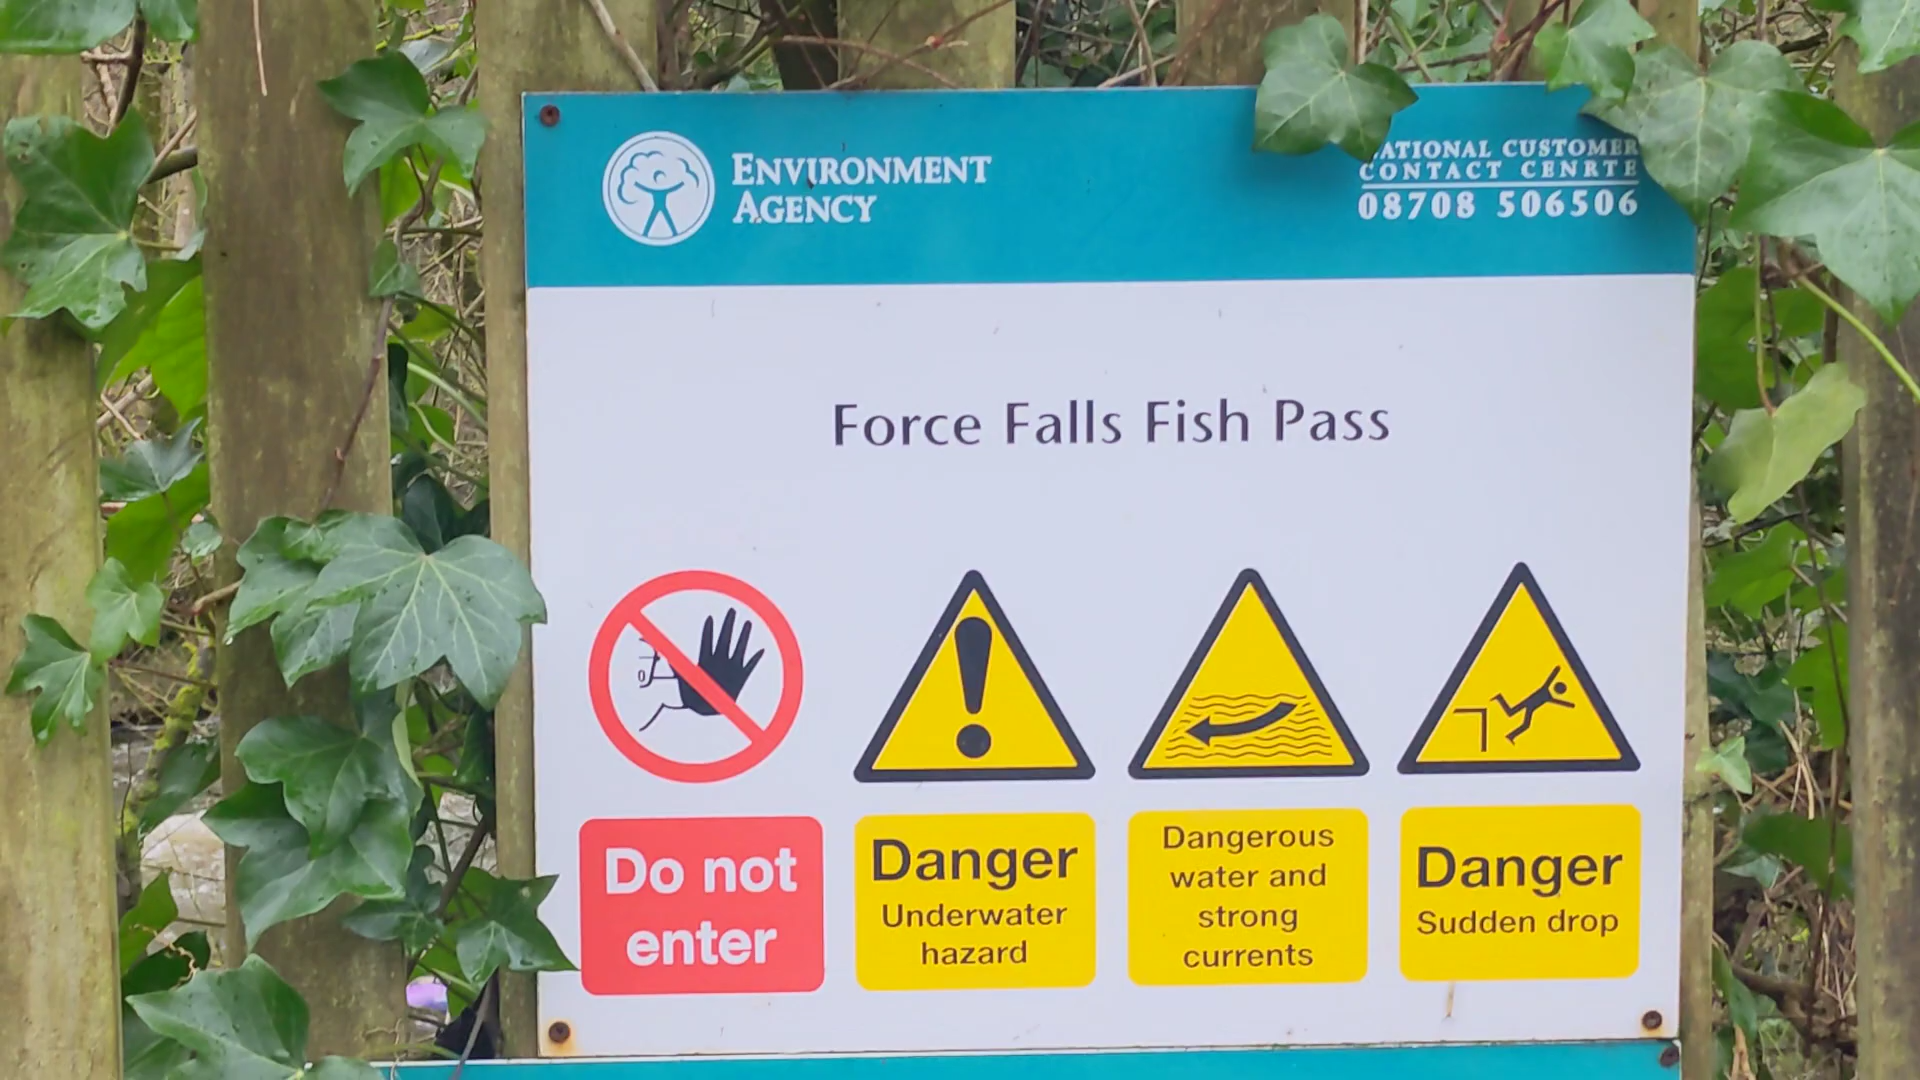 ENVIRONMENT
AGENCY
CUSTOMER
CONTACT CENRTE
08708 506506
Force Falls Fish Pass
Do not
enter
Danger
Underwater
hazard
Dangerous
water and
strong
currents
Danger
Sudden drop